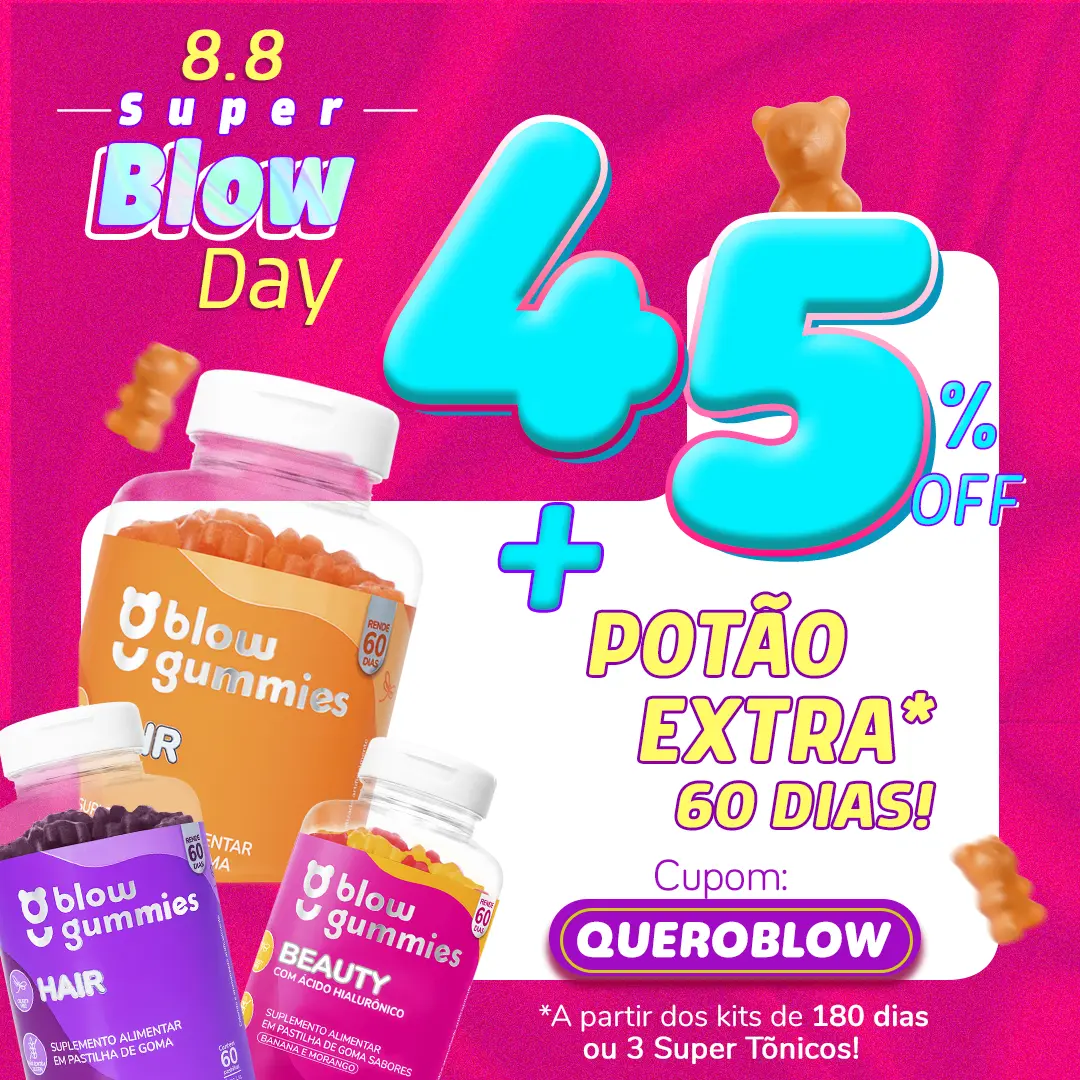 8.8
Super
Blow
Day
45
%
OFF
+
POTÃO
EXTRA*
60 DIAS!
Cupom:
QUEROBLOW
*A partir dos kits de 180 dias
ou 3 Super Tônicos!
blow
gummies
RENDE
60
DIAS
blow
gummies
RENDE
60
DIAS
HAIR
SUPLEMENTO ALIMENTAR
EM PASTILHA DE GOMA
60
blow
gummies
RENDE
60
DIAS
BEAUTY
COM ÁCIDO HIALURÔNICO
SUPLEMENTO ALIMENTAR
EM PASTILHA DE GOMA SABORES
BANANA E MORANGO